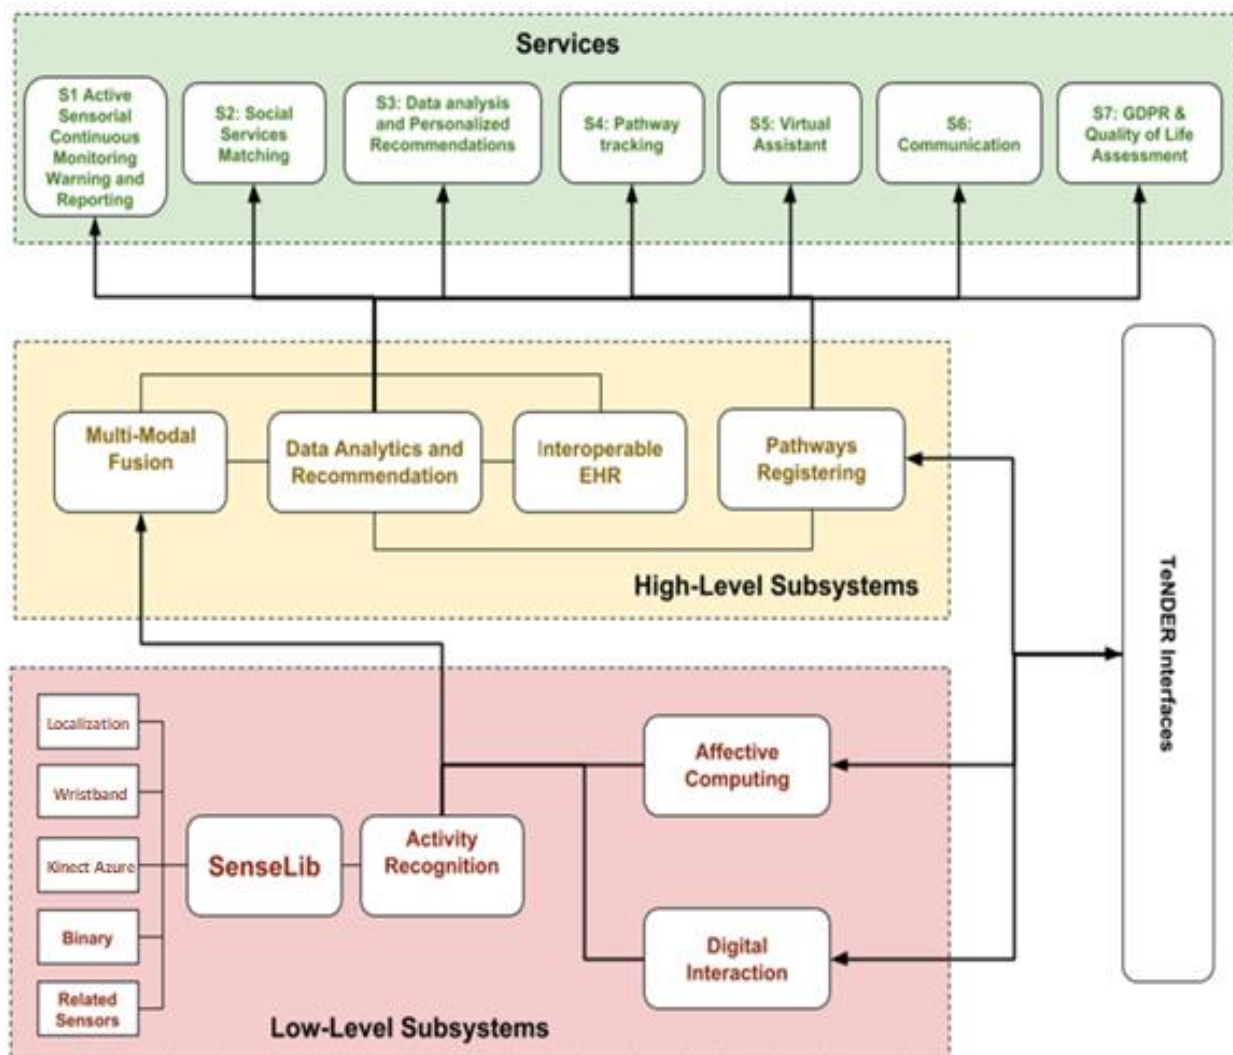 Services
S1 Active
Sensorial
Continuous
Monitoring
Warning and
Reporting
S2: Social
Services
Matching
S3: Data analysis
and Personalized
Recommendations
S4: Pathway
tracking
S5: Virtual
Assistant
S6:
Communication
S7: GDPR &
Quality of Life
Assessment
Multi-Modal
Fusion
Data Analytics and
Recommendation
Interoperable
EHR
Pathways
Registering
High-Level Subsystems
TeNDER Interfaces
Localization
Wristband
Kinect Azure
Binary
Related
Sensors
SenseLib
Activity
Recognition
Affective
Computing
Digital
Interaction
Low-Level Subsystems